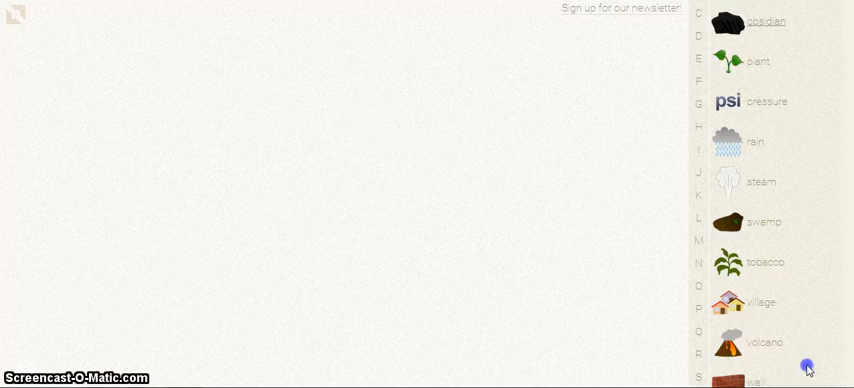 Sign up for our newsletter!
C
D
E
F
G
H
I
J
K
L
M
N
O
P
Q
R
S
obsidian
plant
psi pressure
rain
steam
swamp
tobacco
village
volcano
wall
Screencast-O-Matic.com